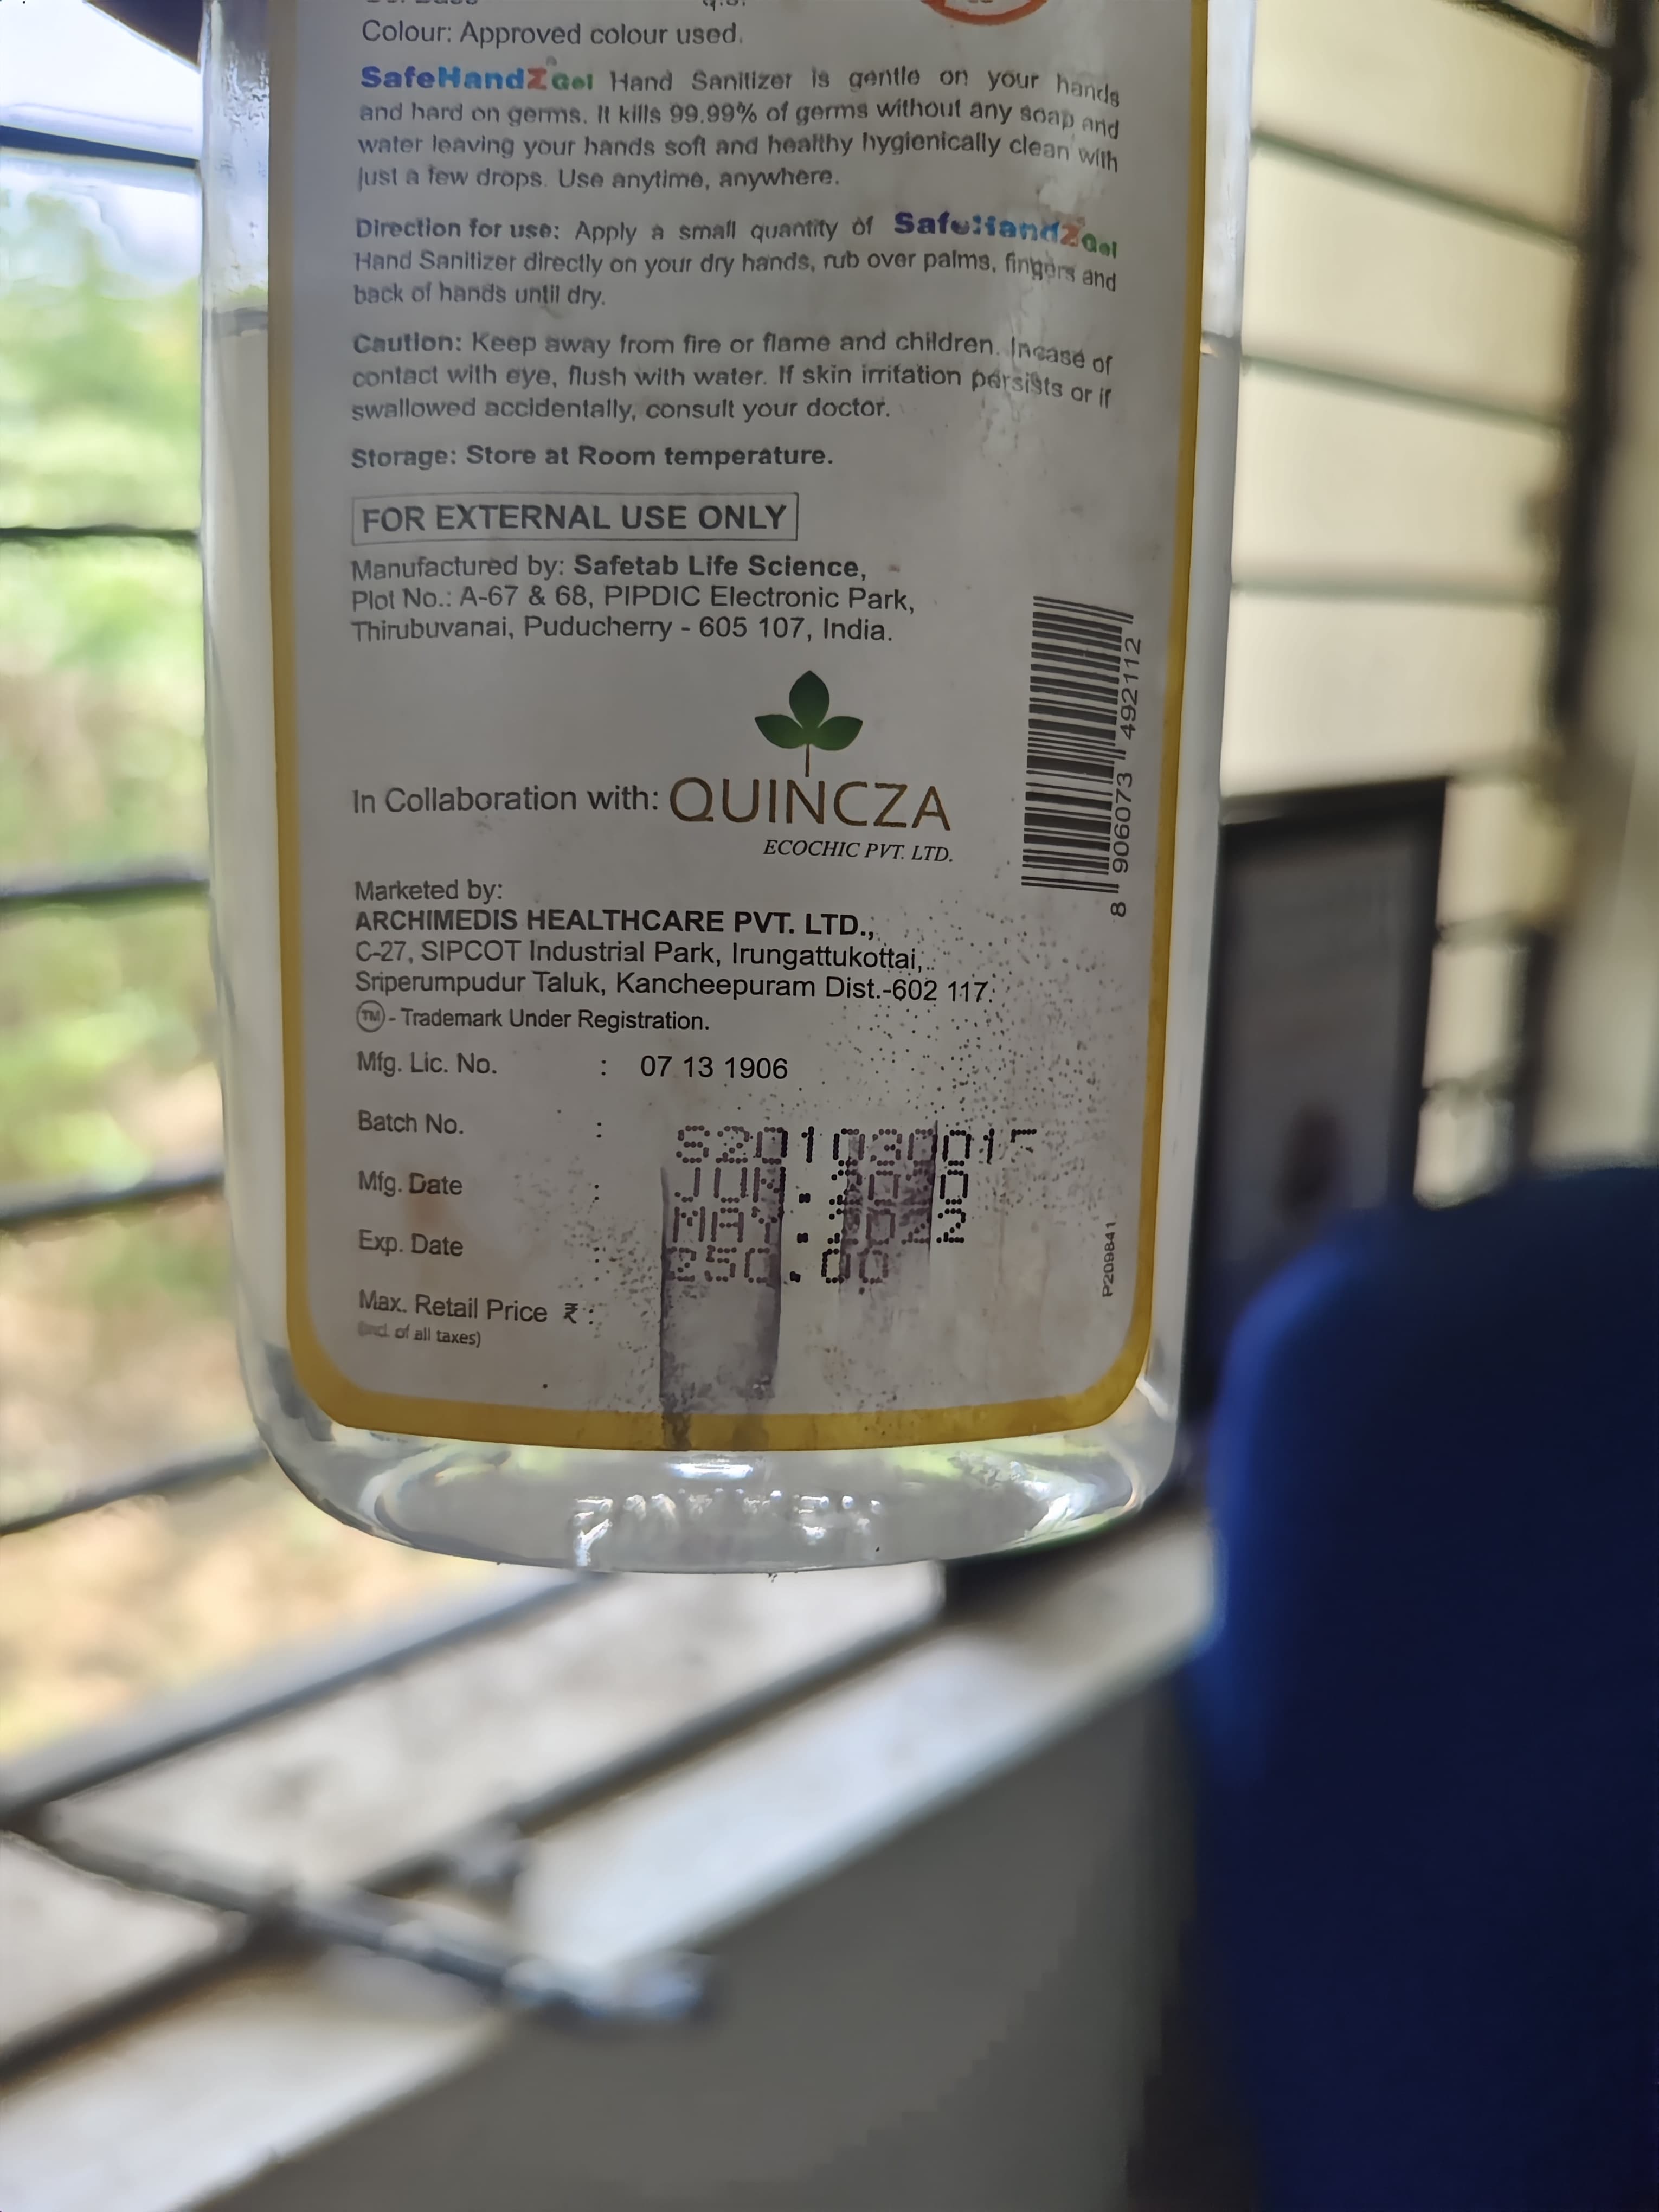 Colour: Approved colour used.
SafeHandZ Gel Hand Sanitizer is gentle on your hands
and hard on germs. It kills 99.99% of germs without any soap and
water leaving your hands soft and healthy hygienically clean with
just a few drops. Use anytime, anywhere.
Direction for use: Apply a small quantity of SafeHandZ Gel
Hand Sanitizer directly on your dry hands, rub over palms, fingers and
back of hands until dry.
Caution: Keep away from fire or flame and children. Incase of
contact with eye, flush with water. If skin irritation persists or if
swallowed accidentally, consult your doctor.
Storage: Store at Room temperature.
FOR EXTERNAL USE ONLY
Manufactured by: Safetab Life Science,
Plot No.: A-67 & 68, PIPDIC Electronic Park,
Thirubuvanai, Puducherry - 605 107, India.
In Collaboration with: QUINCZA
ECOCHIC PVT. LTD.
8 906073 492112
Marketed by:
ARCHIMEDIS HEALTHCARE PVT. LTD.,
C-27, SIPCOT Industrial Park, Irungattukottai,
Sriperumpudur Taluk, Kancheepuram Dist.-602 117.
TM - Trademark Under Registration.
Mfg. Lic. No. : 07 13 1906
Batch No. :
Mfg. Date : JUN.2020
Exp. Date : MAY.2022
Max. Retail Price ₹ : 250.00
(incl. of all taxes)
P209841